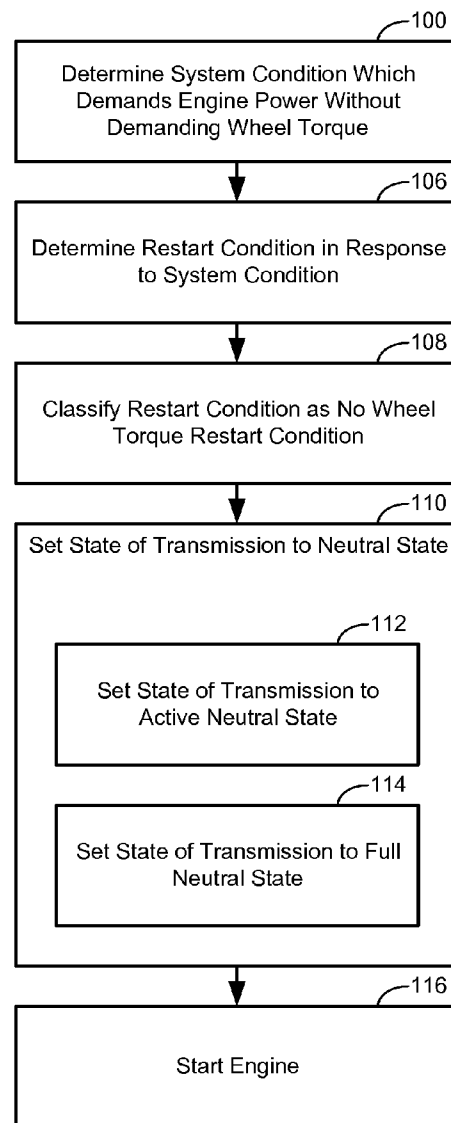 100
Determine System Condition Which
Demands Engine Power Without
Demanding Wheel Torque
106
Determine Restart Condition in Response
to System Condition
108
Classify Restart Condition as No Wheel
Torque Restart Condition
110
Set State of Transmission to Neutral State
112
Set State of Transmission to
Active Neutral State
114
Set State of Transmission to Full
Neutral State
116
Start Engine